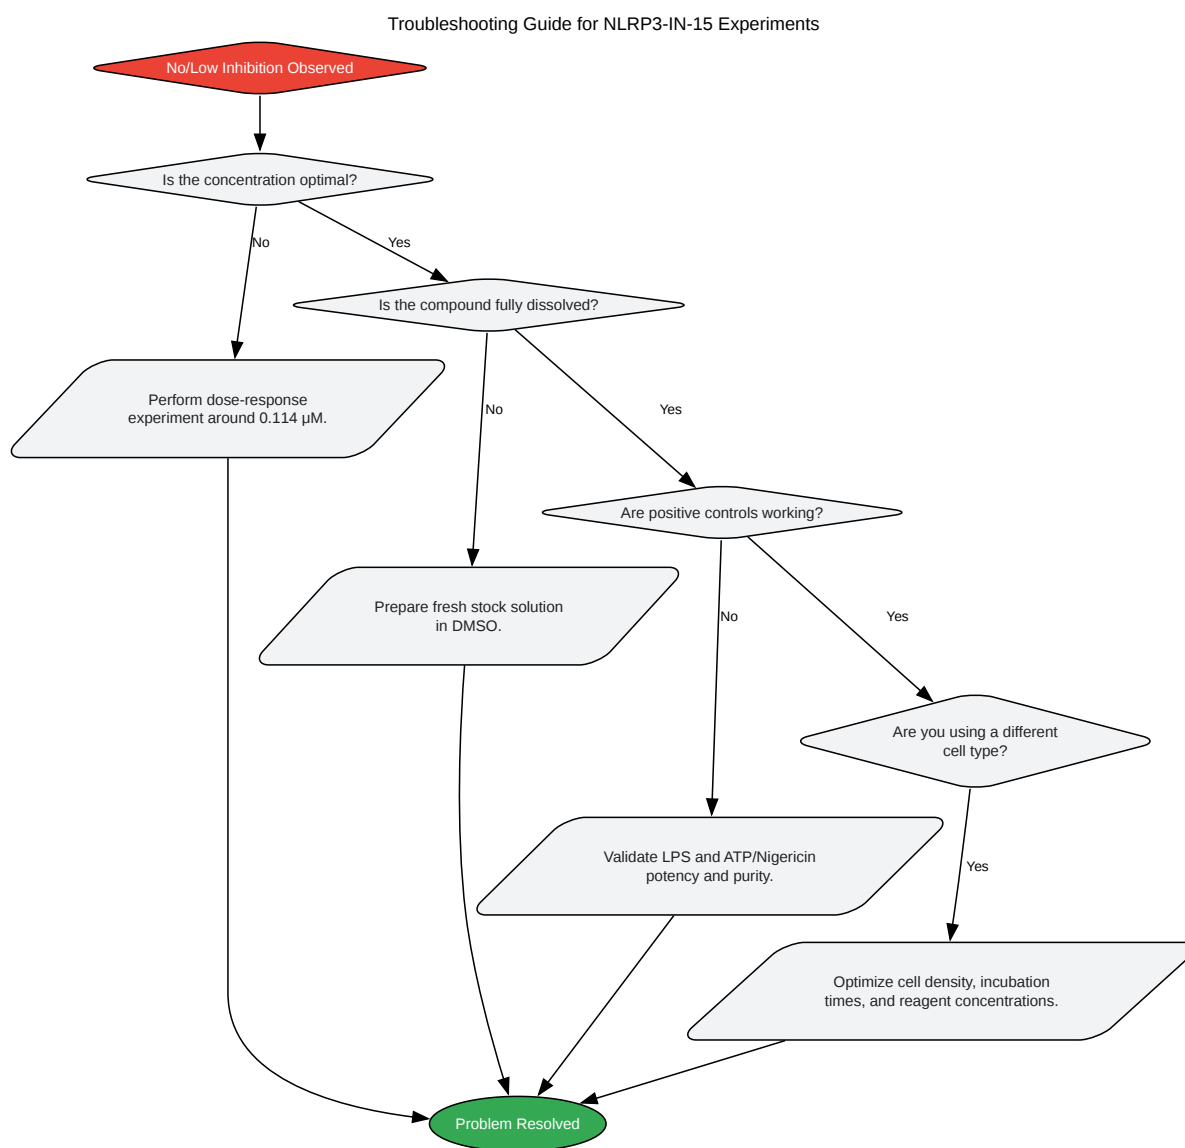 Troubleshooting Guide for NLRP3-IN-15 Experiments
No/Low Inhibition Observed
Is the concentration optimal?
No
Yes
Is the compound fully dissolved?
Perform dose-response
experiment around 0.114 μM.
No
Yes
Are positive controls working?
Prepare fresh stock solution
in DMSO.
No
Yes
Are you using a different
cell type?
Validate LPS and ATP/Nigericin
potency and purity.
Yes
Optimize cell density, incubation
times, and reagent concentrations.
Problem Resolved